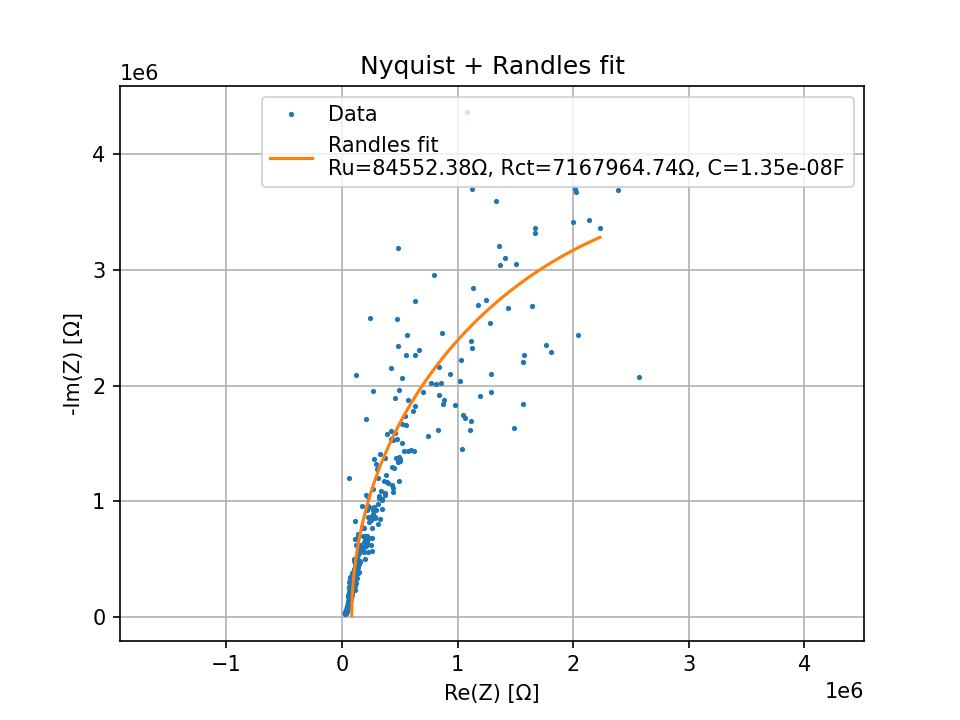 Nyquist + Randles fit
1e6
Data
Randles fit
Ru=84552.38Ω, Rct=7167964.74Ω, C=1.35e-08F
4
3
2
1
0
-Im(Z) [Ω]
−1 0 1 2 3 4
Re(Z) [Ω]
1e6